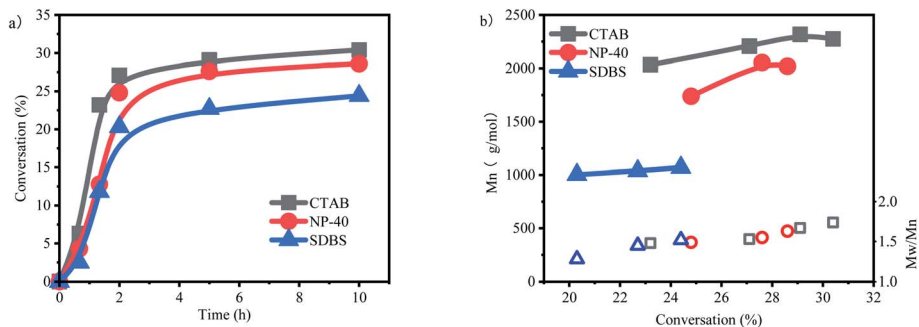 a)
Conversation (%)
35
30
25
20
15
10
5
0
CTAB
NP-40
SDBS
0 2 4 6 8 10
Time (h)
b)
Mn ( g/mol)
2500
2000
1750
1500
1250
1000
500
0
CTAB
NP-40
SDBS
2.0
1.5
1.0
Mw/Mn
20 22 24 26 28 30 32
Conversation (%)